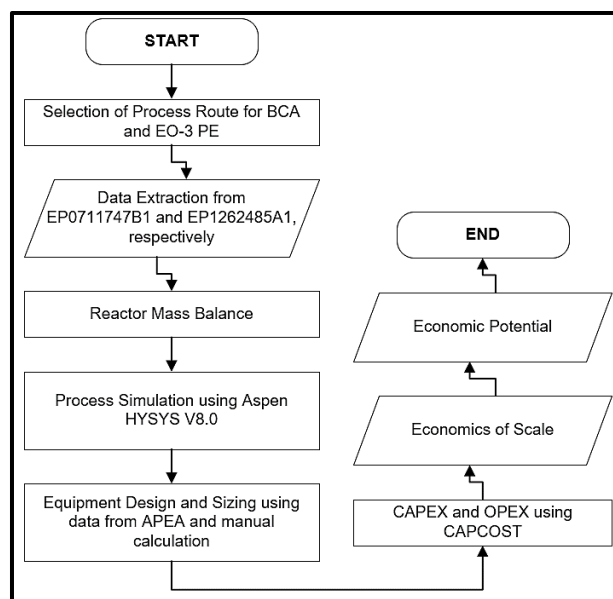 START
Selection of Process Route for BCA
and EO-3 PE
Data Extraction from
EP0711747B1 and EP1262485A1,
respectively
Reactor Mass Balance
Process Simulation using Aspen
HYSYS V8.0
Equipment Design and Sizing using
data from APEA and manual
calculation
CAPEX and OPEX using
CAPCOST
Economics of Scale
Economic Potential
END